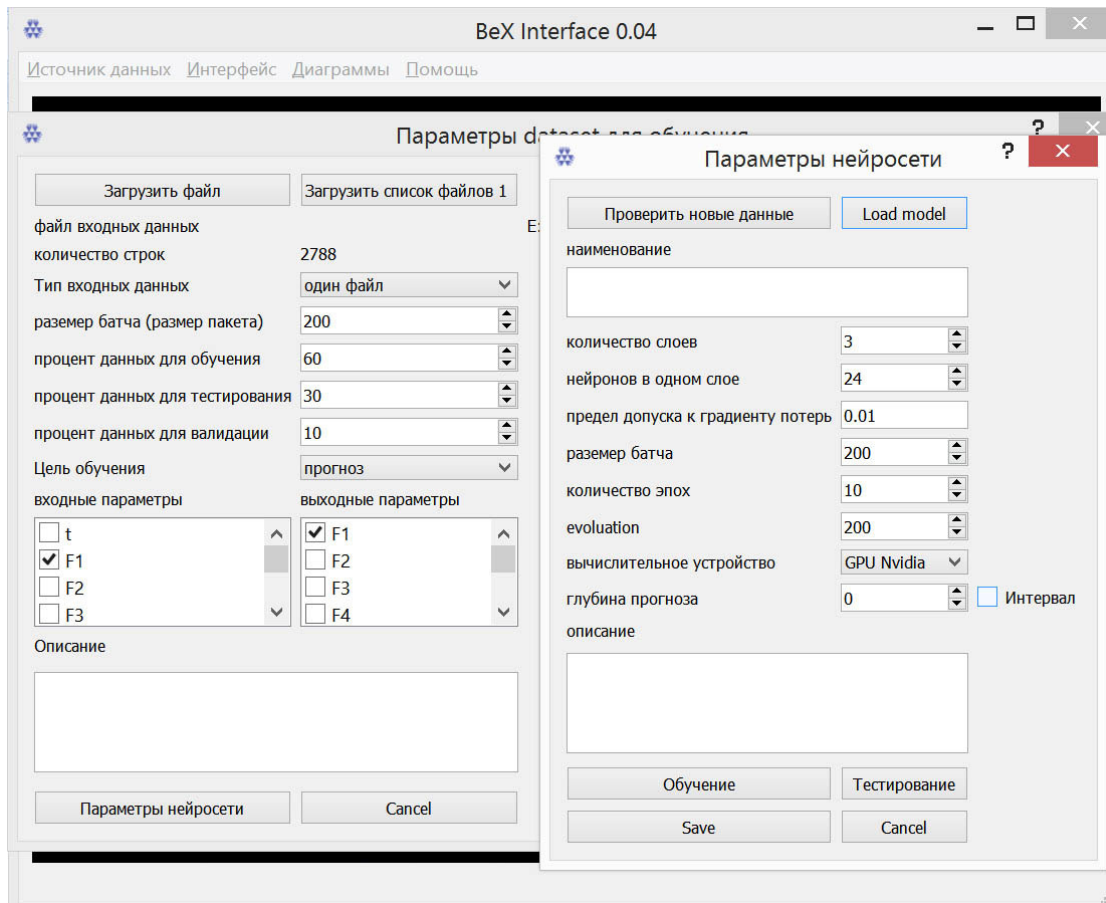 BeX Interface 0.04
Источник данных Интерфейс Диаграммы Помощь
Параметры dataset для обучения
Загрузить файл Загрузить список файлов 1
файл входных данных E:
количество строк 2788
Тип входных данных один файл
раземер батча (размер пакета) 200
процент данных для обучения 60
процент данных для тестирования 30
процент данных для валидации 10
Цель обучения прогноз
входные параметры выходные параметры
t
F1
F2
F3
F1
F2
F3
F4
Описание
Параметры нейросети Cancel
Параметры нейросети
Проверить новые данные Load model
наименование
количество слоев 3
нейронов в одном слое 24
предел допуска к градиенту потерь 0.01
раземер батча 200
количество эпох 10
evoluation 200
вычислительное устройство GPU Nvidia
глубина прогноза 0 Интервал
описание
Обучение Тестирование
Save Cancel